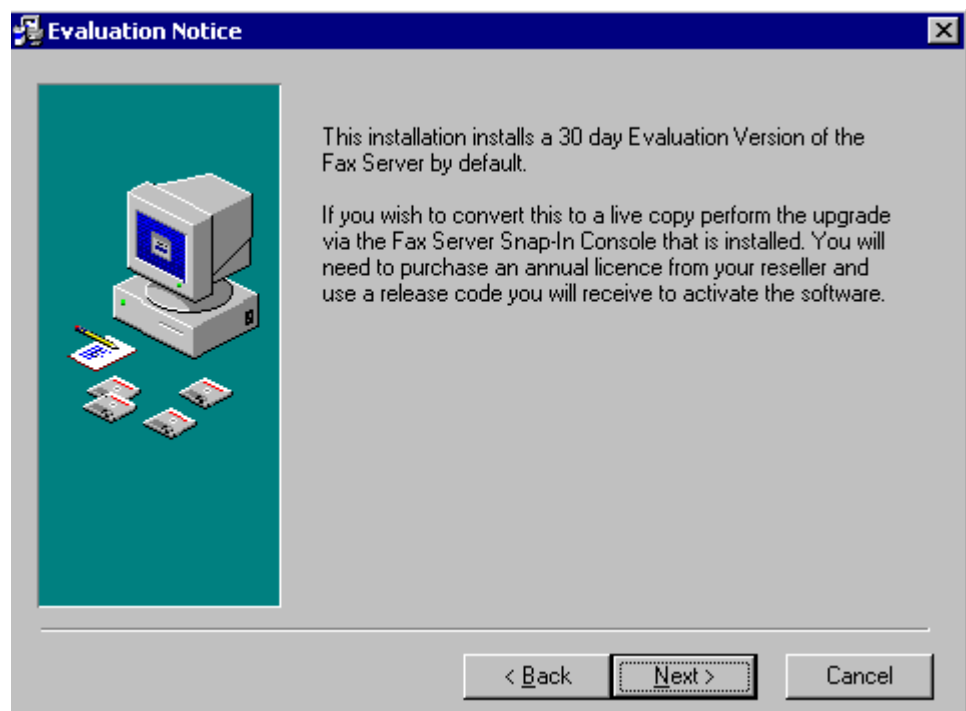 Evaluation Notice
This installation installs a 30 day Evaluation Version of the
Fax Server by default.
If you wish to convert this to a live copy perform the upgrade
via the Fax Server Snap-In Console that is installed. You will
need to purchase an annual licence from your reseller and
use a release code you will receive to activate the software.
< Back
Next >
Cancel